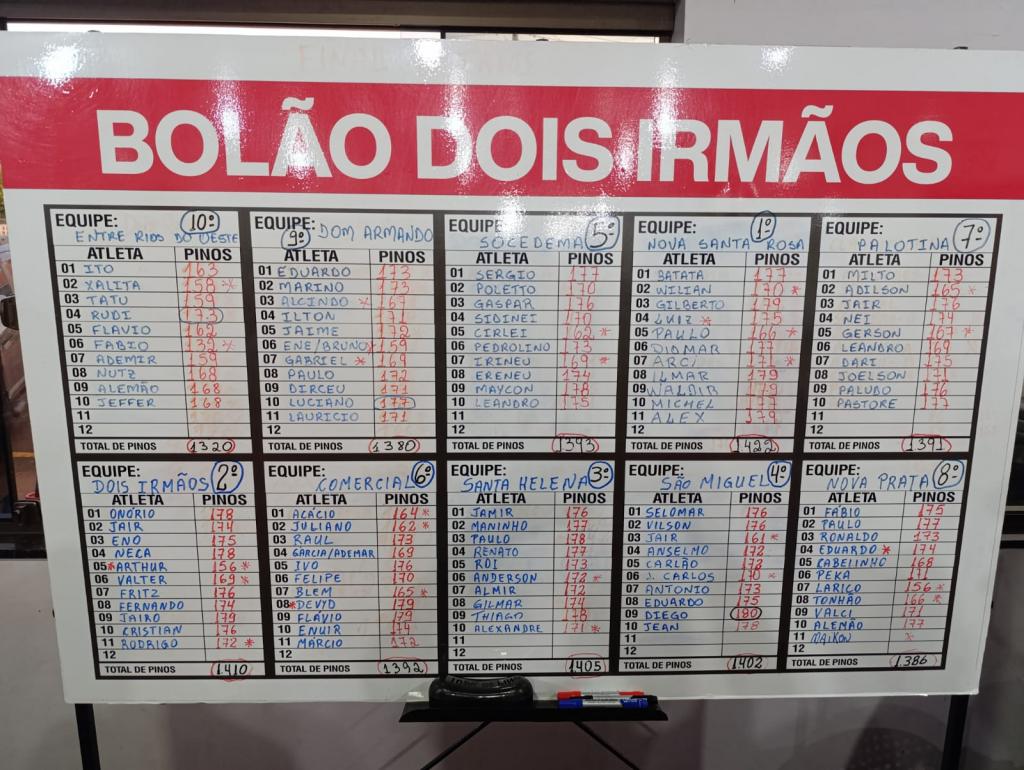 BOLÃO DOIS IRMÃOS
EQUIPE: 10º
ENTRE RIOS DO OESTE
ATLETA PINOS
01 ITO 163
02 XALITA 158 *
03 TATU 159
04 RUDI 173
05 FLAVIO 162
06 FABIO 132 *
07 ADEMIR 159
08 NUTZ 168
09 ALEMÃO 168
10 JEFFER 168
11
12
TOTAL DE PINOS 1320
EQUIPE: 9º DOM ARMANDO
ATLETA PINOS
01 EDUARDO 173
02 MARINO 173
03 ALCINDO * 167
04 ILTON 171
05 JAIME 172
06 ENE/BRUNO * 159
07 GABRIEL * 169
08 PAULO 172
09 DIRCEU 171
10 LUCIANO 177
11 LAURICIO 171
12
TOTAL DE PINOS 1380
EQUIPE: 5º
SOCEDEMA
ATLETA PINOS
01 SERGIO 177
02 POLETTO 170
03 GASPAR 176
04 SIDINEI 170
05 CIRLEI 162 *
06 PEDROLINO 173
07 IRINEU 169 *
08 ERENEU 174
09 MAYCON 178
10 LEANDRO 175
11
12
TOTAL DE PINOS 1393
EQUIPE: 1º
NOVA SANTA ROSA
ATLETA PINOS
01 BATATA 177
02 WILIAN 170 *
03 GILBERTO 179
04 LUIZ * 175
05 PAULO 166 *
06 DIOMAR 177
07 ARCI 171 *
08 ILMAR 179
09 WALDIR 179
10 MICHEL 177
11 ALEX 179
12
TOTAL DE PINOS 1422
EQUIPE: 7º
PALOTINA
ATLETA PINOS
01 MILTO 173
02 ADILSON 165 *
03 JAIR 176
04 NEI 174
05 GERSON 167 *
06 LEANDRO 169
07 DARI 175
08 JOELSON 171
09 PALUDO 176
10 PASTORE 177
11
12
TOTAL DE PINOS 1391
EQUIPE: 2º
DOIS IRMÃOS
ATLETA PINOS
01 ONÓRIO 178
02 JAIR 174
03 ENO 175
04 NECA 178
05 * ARTHUR 156 *
06 VALTER 169 *
07 FRITZ 176
08 FERNANDO 174
09 JAIRO 179
10 CRISTIAN 176
11 RODRIGO 172 *
12
TOTAL DE PINOS 1410
EQUIPE: 6º
COMERCIAL
ATLETA PINOS
01 ACÁCIO 164 *
02 JULIANO 162 *
03 RAUL 173
04 GARCIA/ADEMAR 169
05 IVO 176
06 FELIPE 170
07 BLEM 165 *
08 * DEVYD 179
09 FLÁVIO 179
10 ENUIR 174
11 MÁRCIO 172
12
TOTAL DE PINOS 1392
EQUIPE: 3º
SANTA HELENA
ATLETA PINOS
01 JAMIR 176
02 MANINHO 177
03 PAULO 178
04 RENATO 177
05 ROI 173
06 ANDERSON 172 *
07 ALMIR 172
08 GILMAR 174
09 THIAGO 178
10 ALEXANDRE 171 *
11
12
TOTAL DE PINOS 1405
EQUIPE: 4º
SÃO MIGUEL
ATLETA PINOS
01 SELOMAR 176
02 VILSON 176
03 JAIR 161 *
04 ANSELMO 172
05 CARLÃO 172
06 J. CARLOS 170 *
07 ANTONIO 173
08 EDUARDO 175
09 DIEGO 180
10 JEAN 178
11
12
TOTAL DE PINOS 1402
EQUIPE: 8º
NOVA PRATA
ATLETA PINOS
01 FÁBIO 175
02 PAULO 177
03 RONALDO 173
04 EDUARDO * 174
05 CABELINHO 168
06 PEKA 171
07 LARICO 156 *
08 TONHÃO 166 *
09 VALCI 171
10 ALEMÃO 177
11 MAIKON *
12
TOTAL DE PINOS 1386